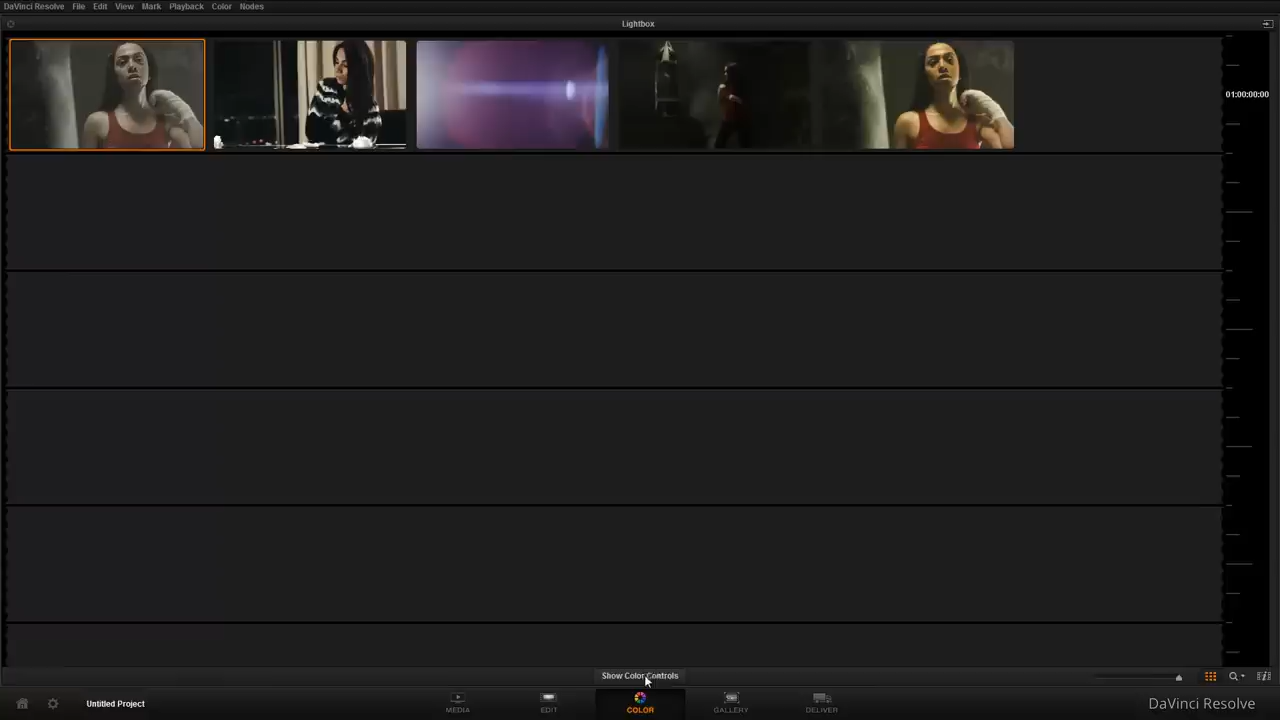 DaVinci Resolve File Edit View Mark Playback Color Nodes
Lightbox
01:00:00:00
Show Color Controls
Untitled Project
MEDIA EDIT COLOR GALLERY DELIVER
DaVinci Resolve